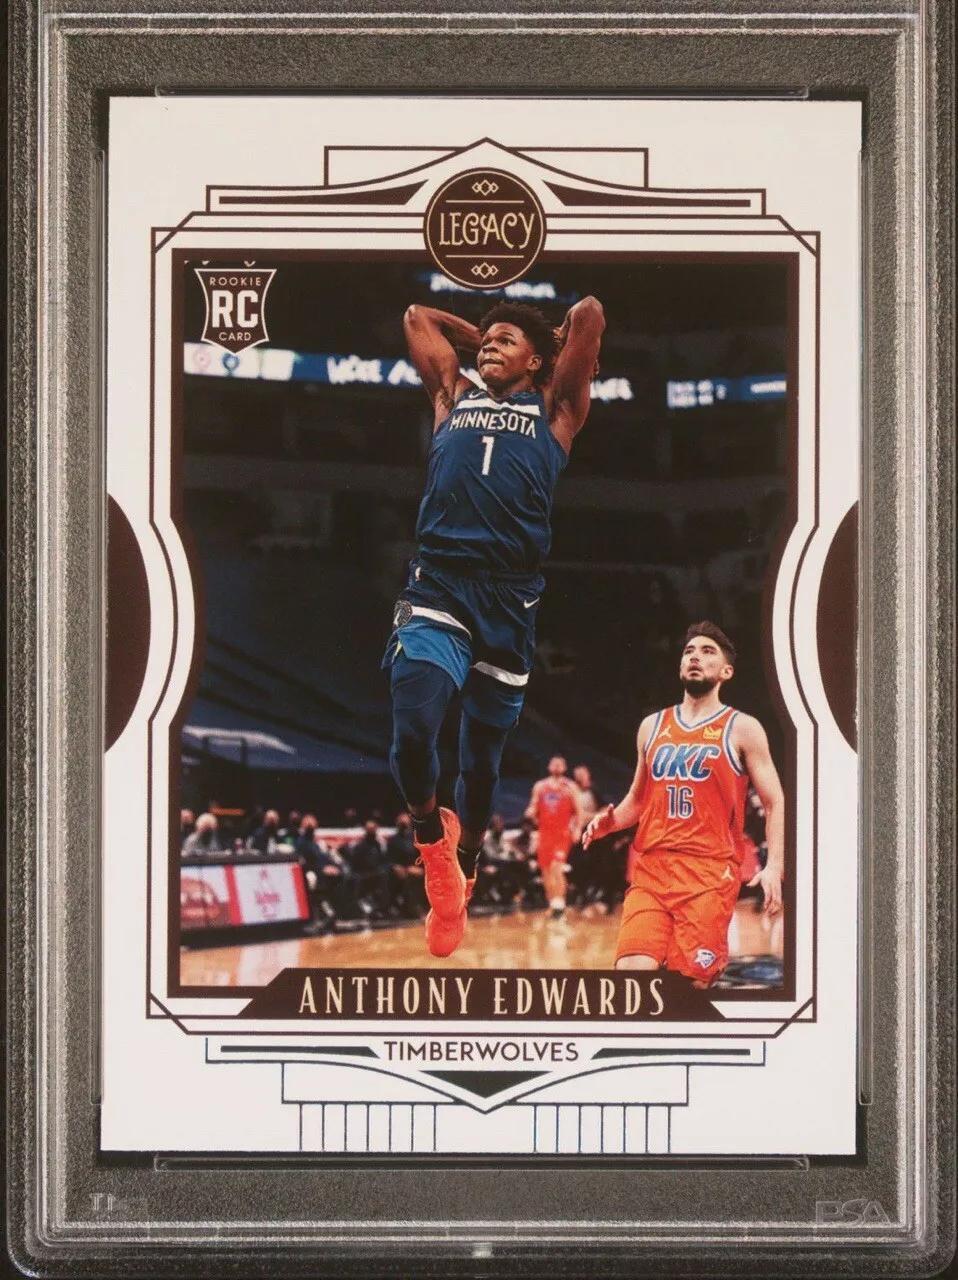 LEGACY
ROOKIE
RC
CARD
MINNESOTA
1
OKC
16
ANTHONY EDWARDS
TIMBERWOLVES
PSA